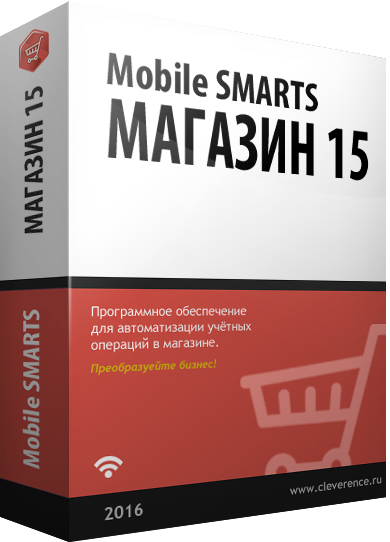 Mobile SMARTS
МАГАЗИН 15
Mobile SMARTS
МАГАЗИН 15
Программное обеспечение
для автоматизации учётных
операций в магазине.
Преобразуйте бизнес!
www.cleverence.ru
2016